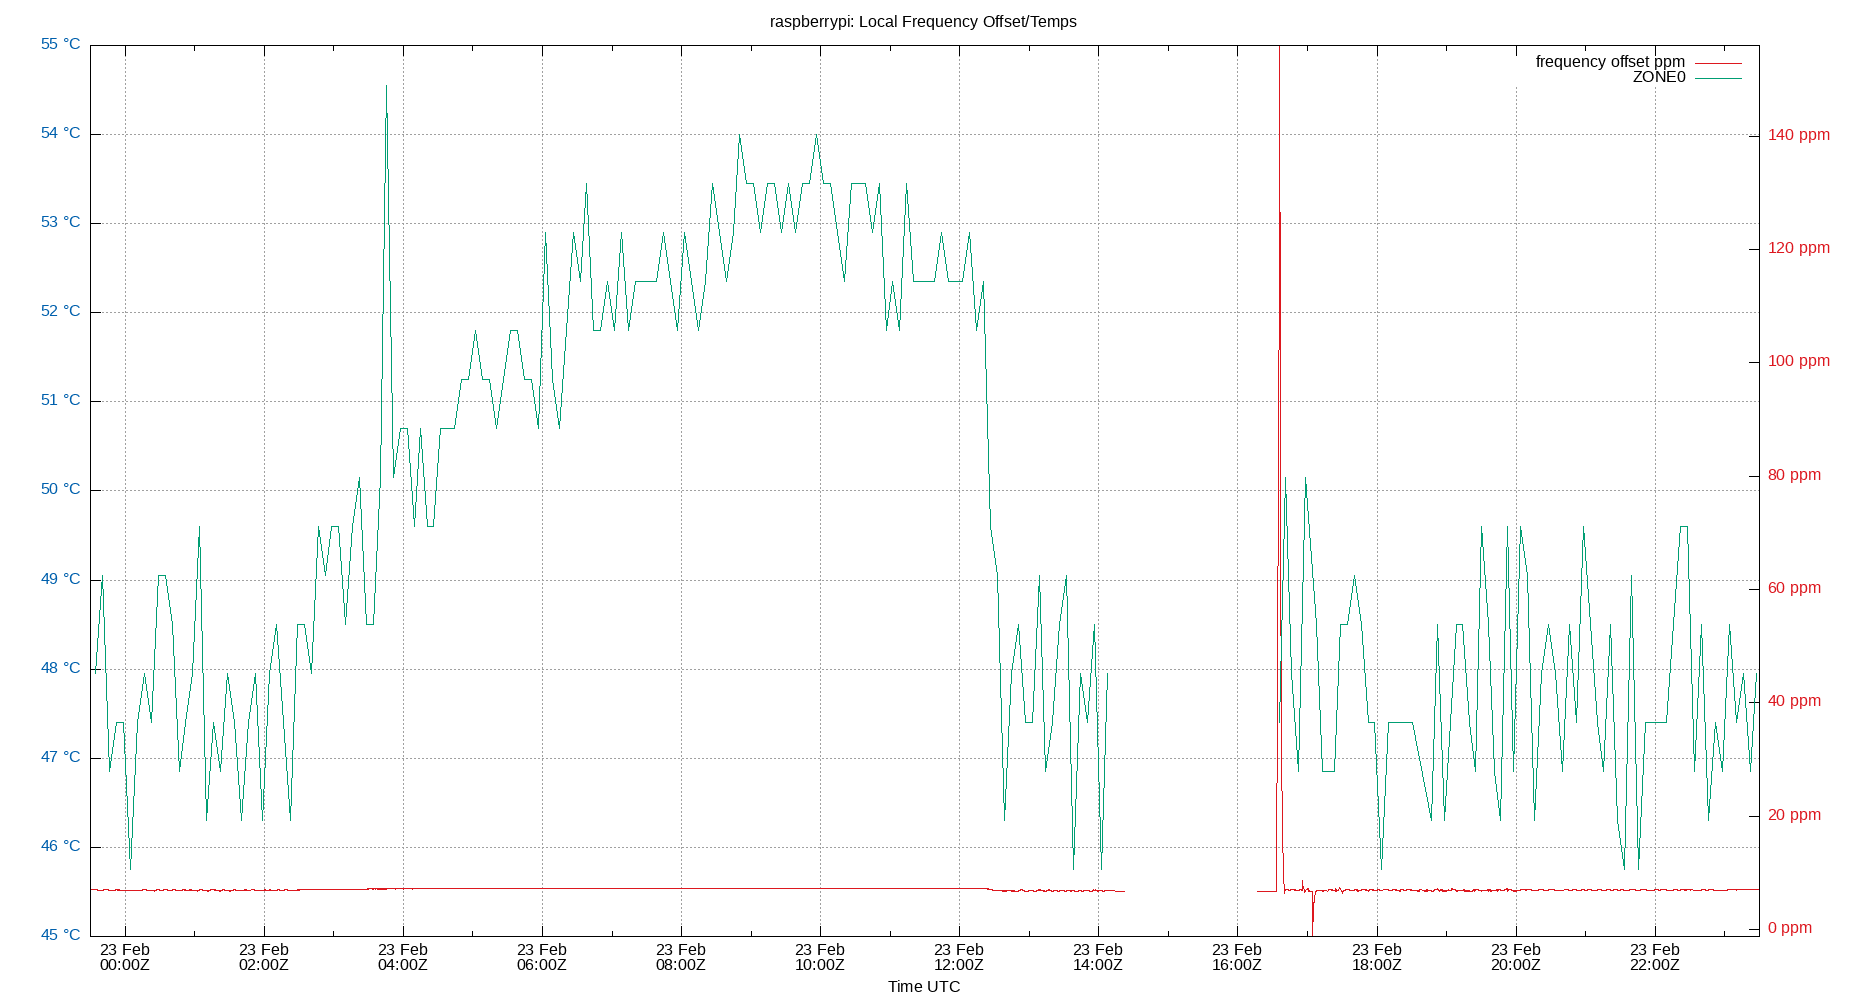 raspberrypi: Local Frequency Offset/Temps
55 °C
54 °C
53 °C
52 °C
51 °C
50 °C
49 °C
48 °C
47 °C
46 °C
45 °C
frequency offset ppm
ZONE0
140 ppm
120 ppm
100 ppm
80 ppm
60 ppm
40 ppm
20 ppm
0 ppm
23 Feb 23 Feb 23 Feb 23 Feb 23 Feb 23 Feb 23 Feb 23 Feb 23 Feb 23 Feb 23 Feb 23 Feb
00:00Z 02:00Z 04:00Z 06:00Z 08:00Z 10:00Z 12:00Z 14:00Z 16:00Z 18:00Z 20:00Z 22:00Z
Time UTC